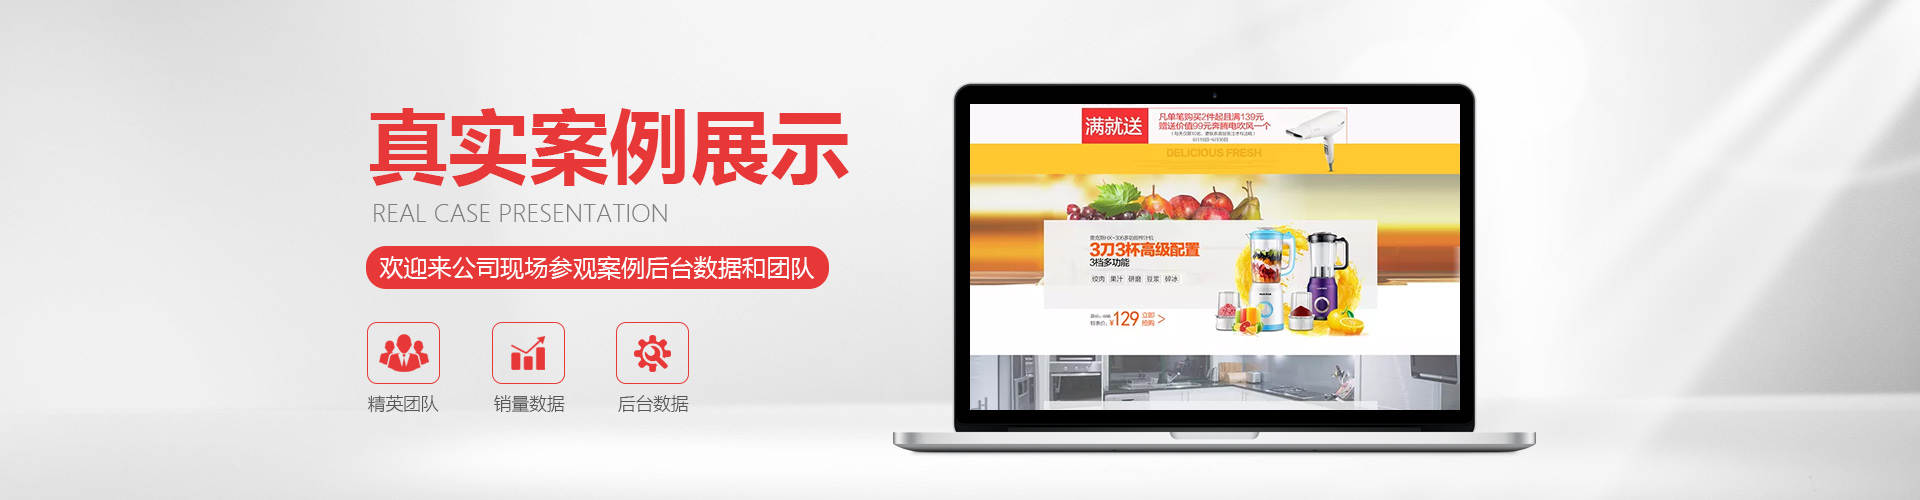 真实案例展示
REAL CASE PRESENTATION
欢迎来公司现场参观案例后台数据和团队
精英团队
销量数据
后台数据
满就送
凡单笔购买2件起且满139元
赠送价值99元奔腾电吹风一个
DELICIOUS FRESH
3刀3杯高级配置
3档多功能
绞肉 果汁 研磨 豆浆 碎冰
¥129 立即
抢购 >